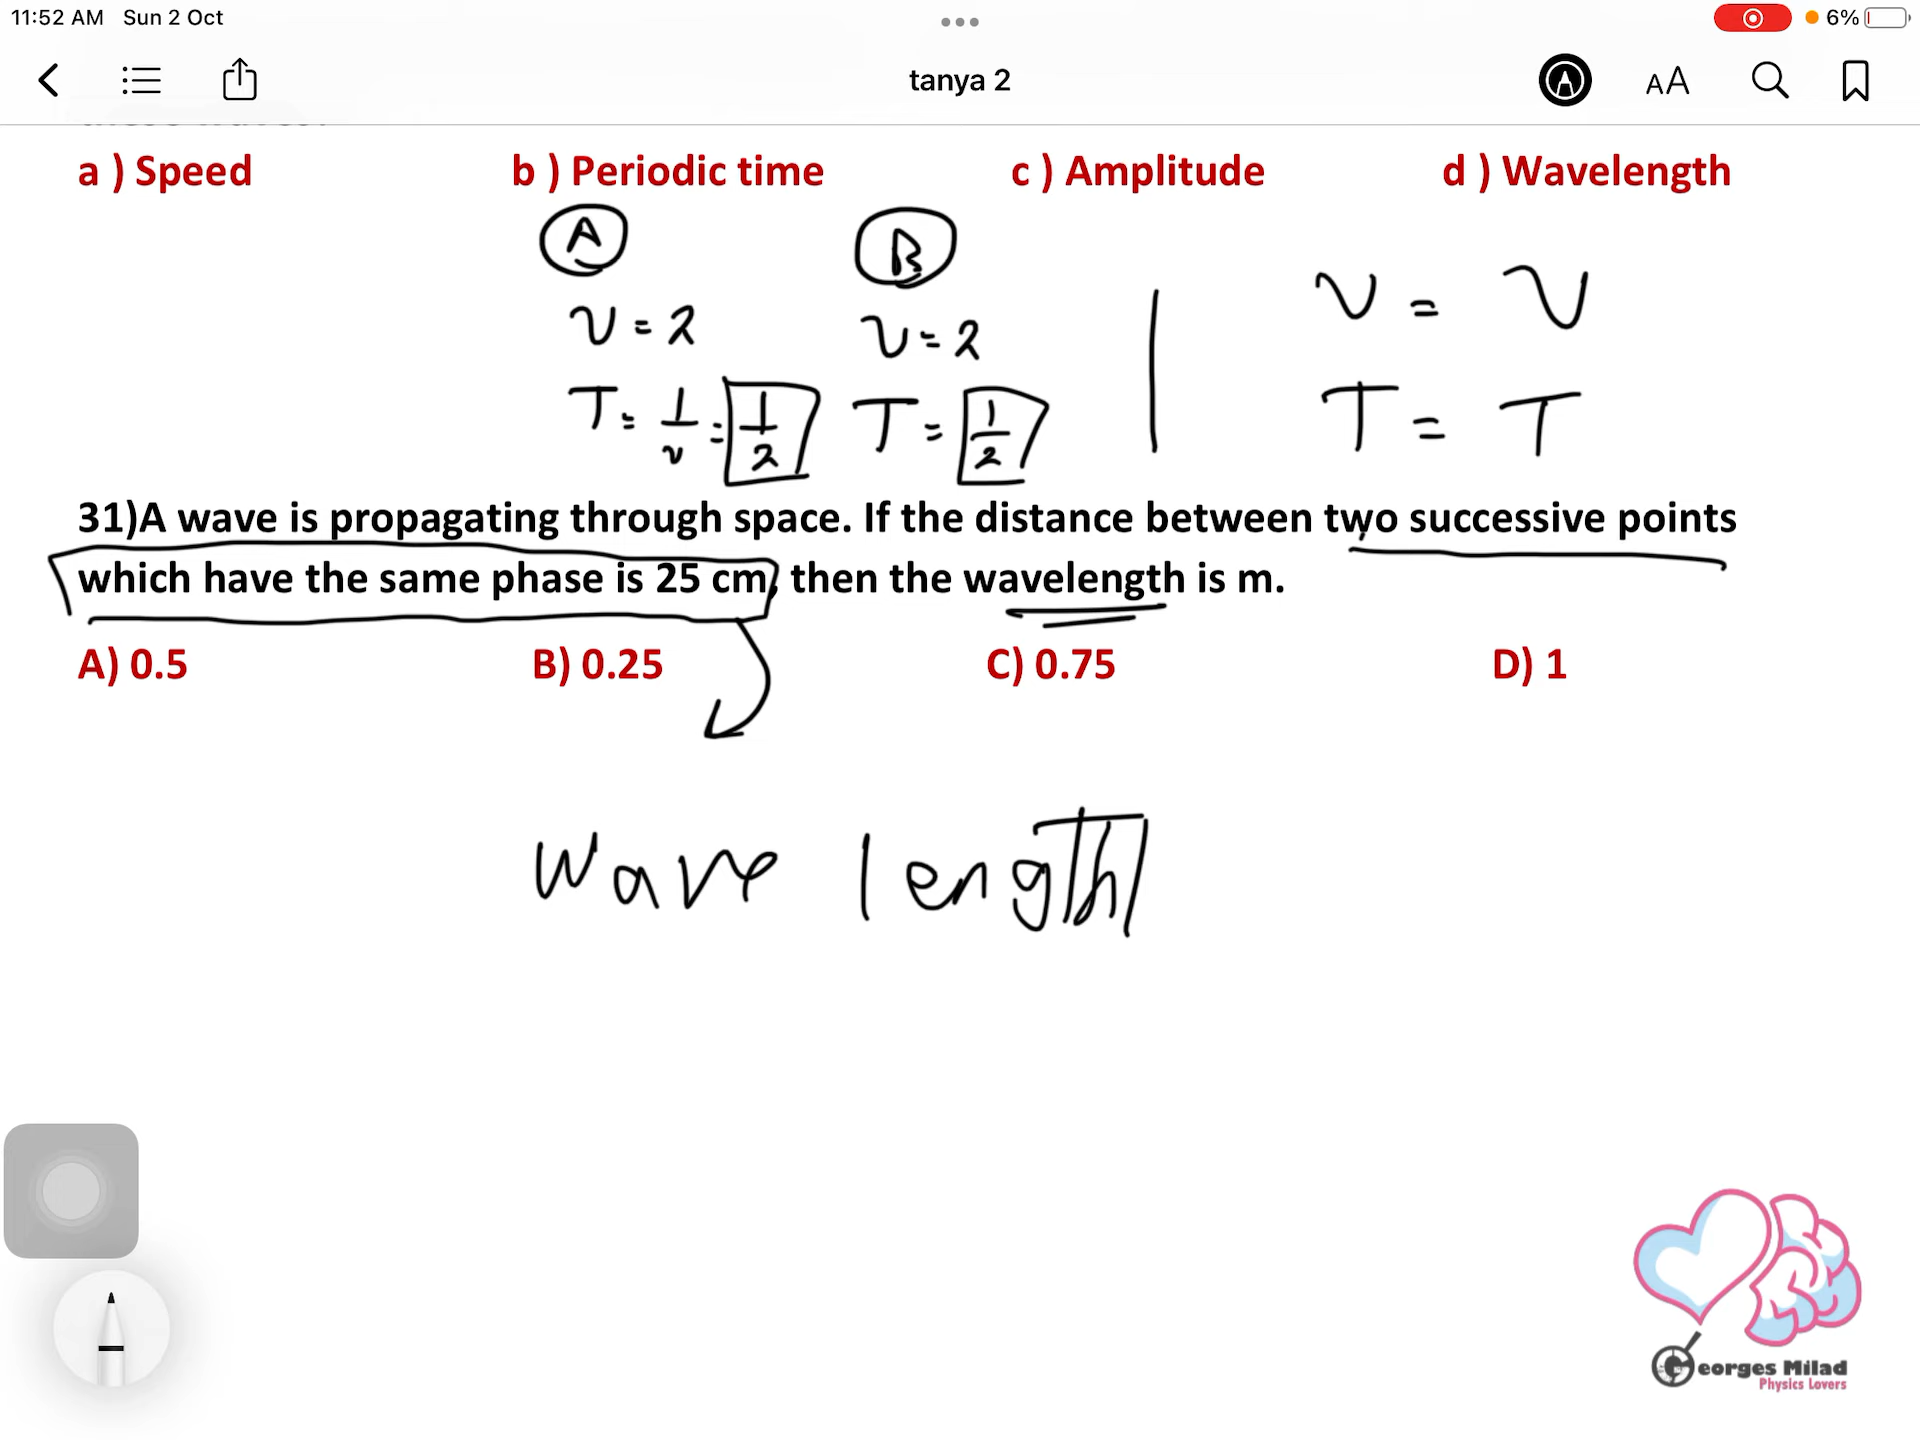 11:52 AM Sun 2 Oct
6%
tanya 2
AA
a ) Speed b ) Periodic time c ) Amplitude d ) Wavelength
A B
ν = 2 ν = 2 ν = ν
T = 1/ν = 1/2 T = 1/2 T = T
31)A wave is propagating through space. If the distance between two successive points
which have the same phase is 25 cm, then the wavelength is m.
A) 0.5 B) 0.25 C) 0.75 D) 1
wave length
Georges Milad
Physics Lovers